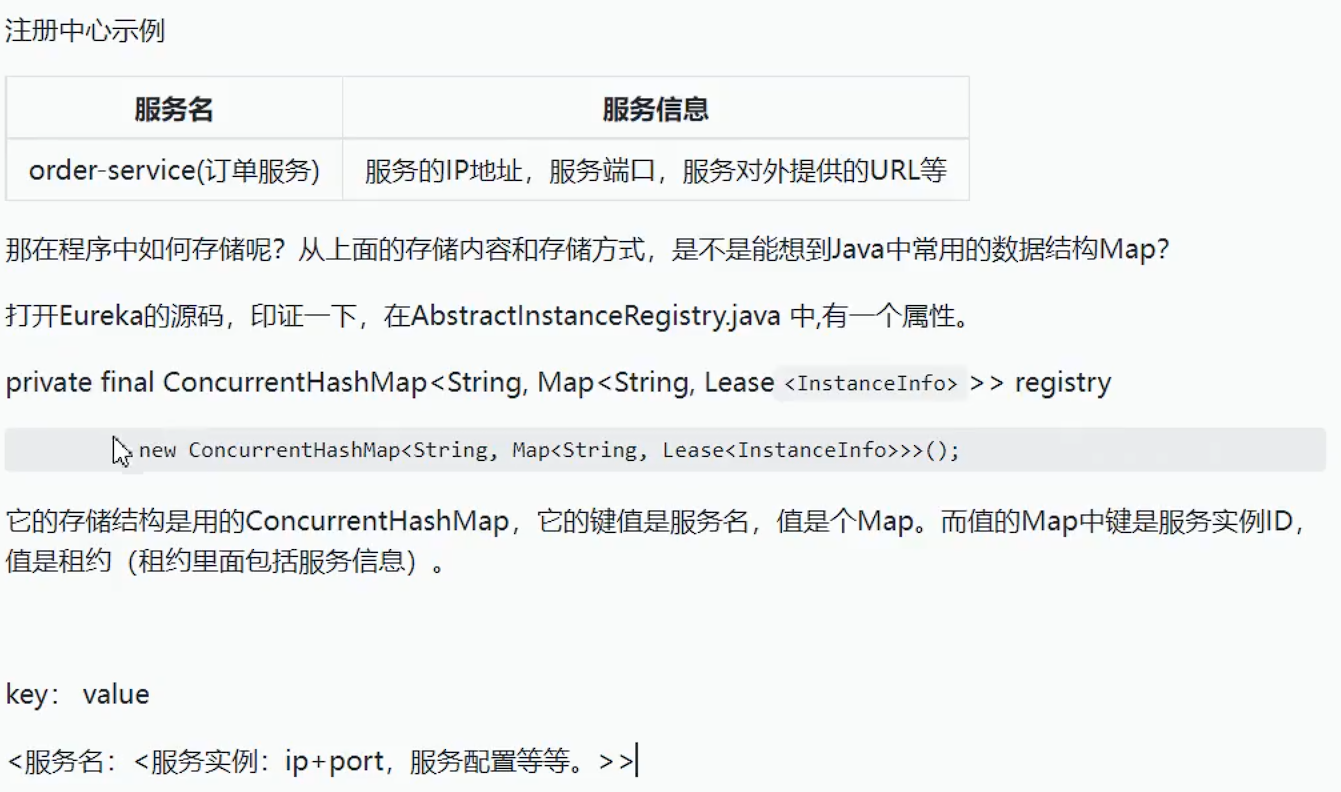 注册中心示例
服务名 服务信息
order-service(订单服务) 服务的IP地址，服务端口，服务对外提供的URL等
那在程序中如何存储呢？从上面的存储内容和存储方式，是不是能想到Java中常用的数据结构Map？
打开Eureka的源码，印证一下，在AbstractInstanceRegistry.java 中,有一个属性。
private final ConcurrentHashMap<String, Map<String, Lease <InstanceInfo> >> registry
new ConcurrentHashMap<String, Map<String, Lease<InstanceInfo>>>();
它的存储结构是用的ConcurrentHashMap，它的键值是服务名，值是个Map。而值的Map中键是服务实例ID，
值是租约（租约里面包括服务信息）。
key： value
<服务名：<服务实例：ip+port，服务配置等等。>>